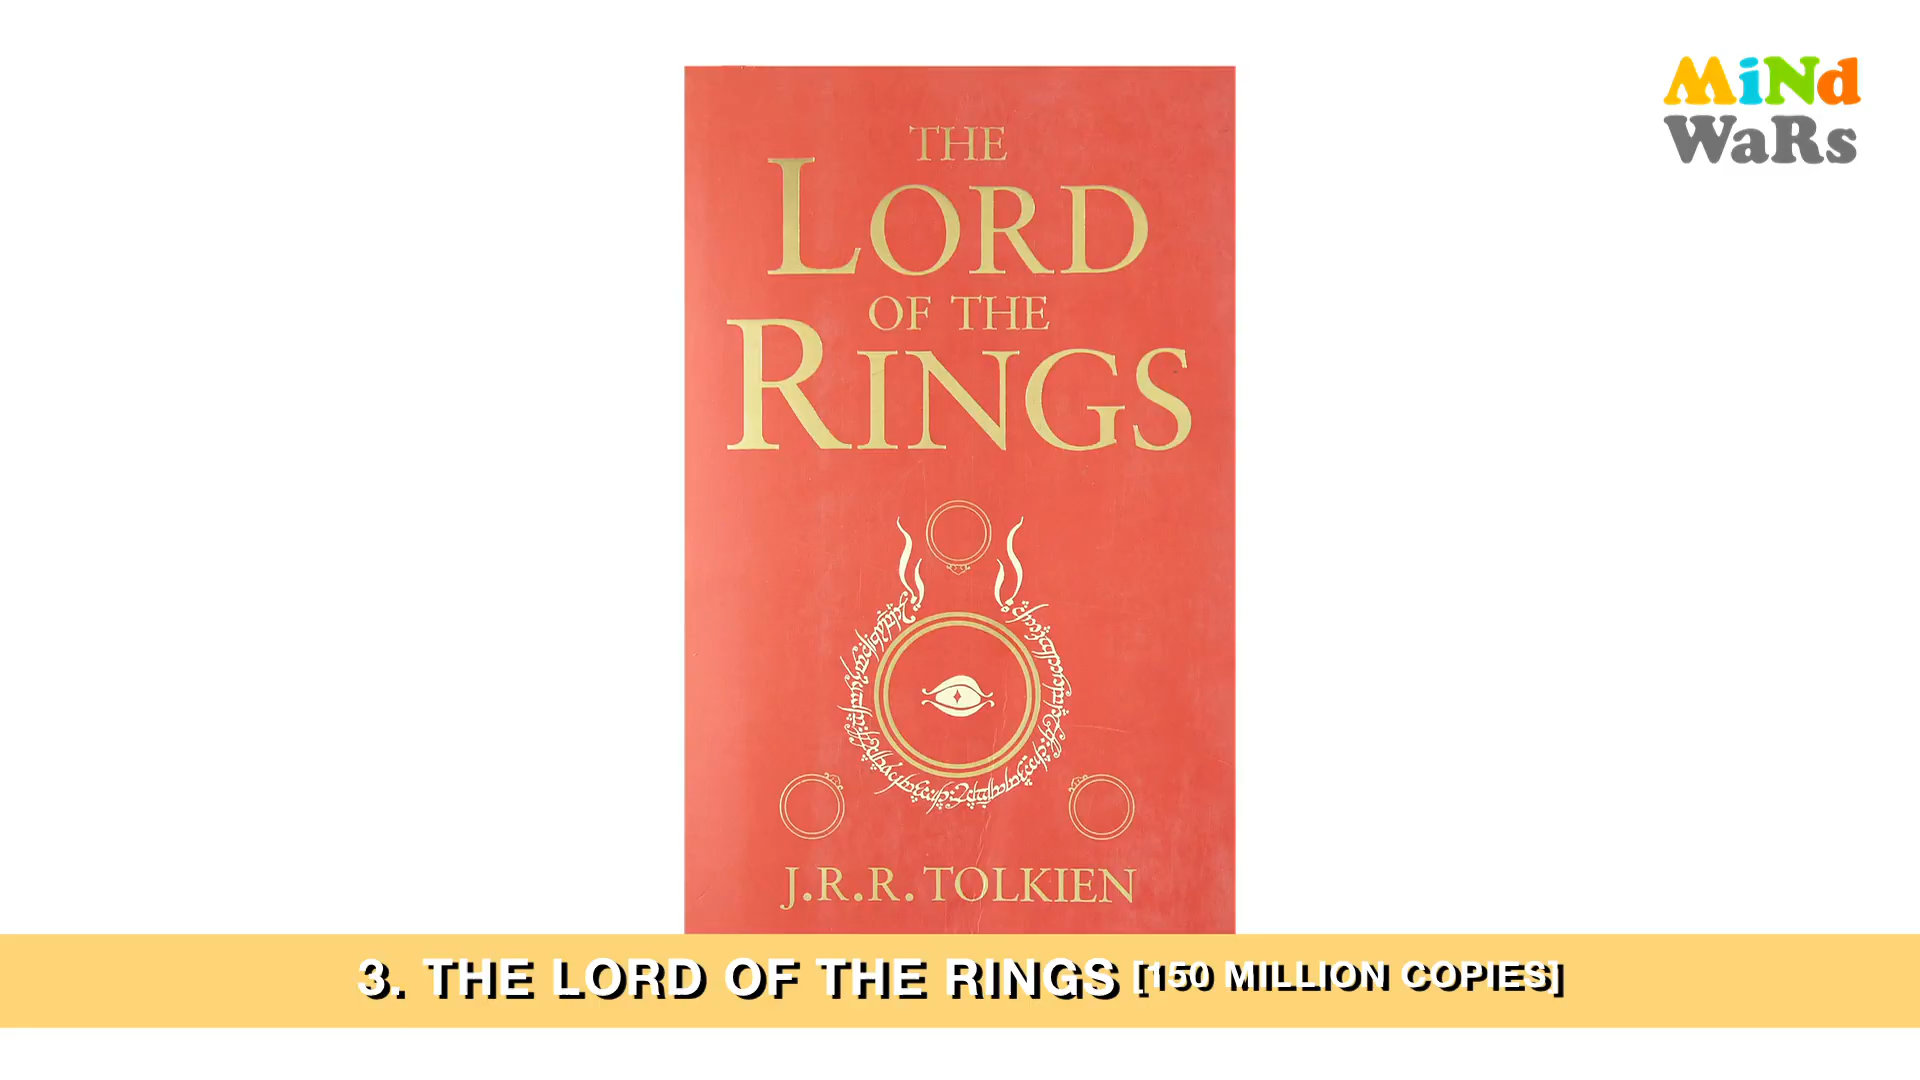 MiNd
WaRs
THE
LORD
OF THE
RINGS
J.R.R. TOLKIEN
3. THE LORD OF THE RINGS [150 MILLION COPIES]